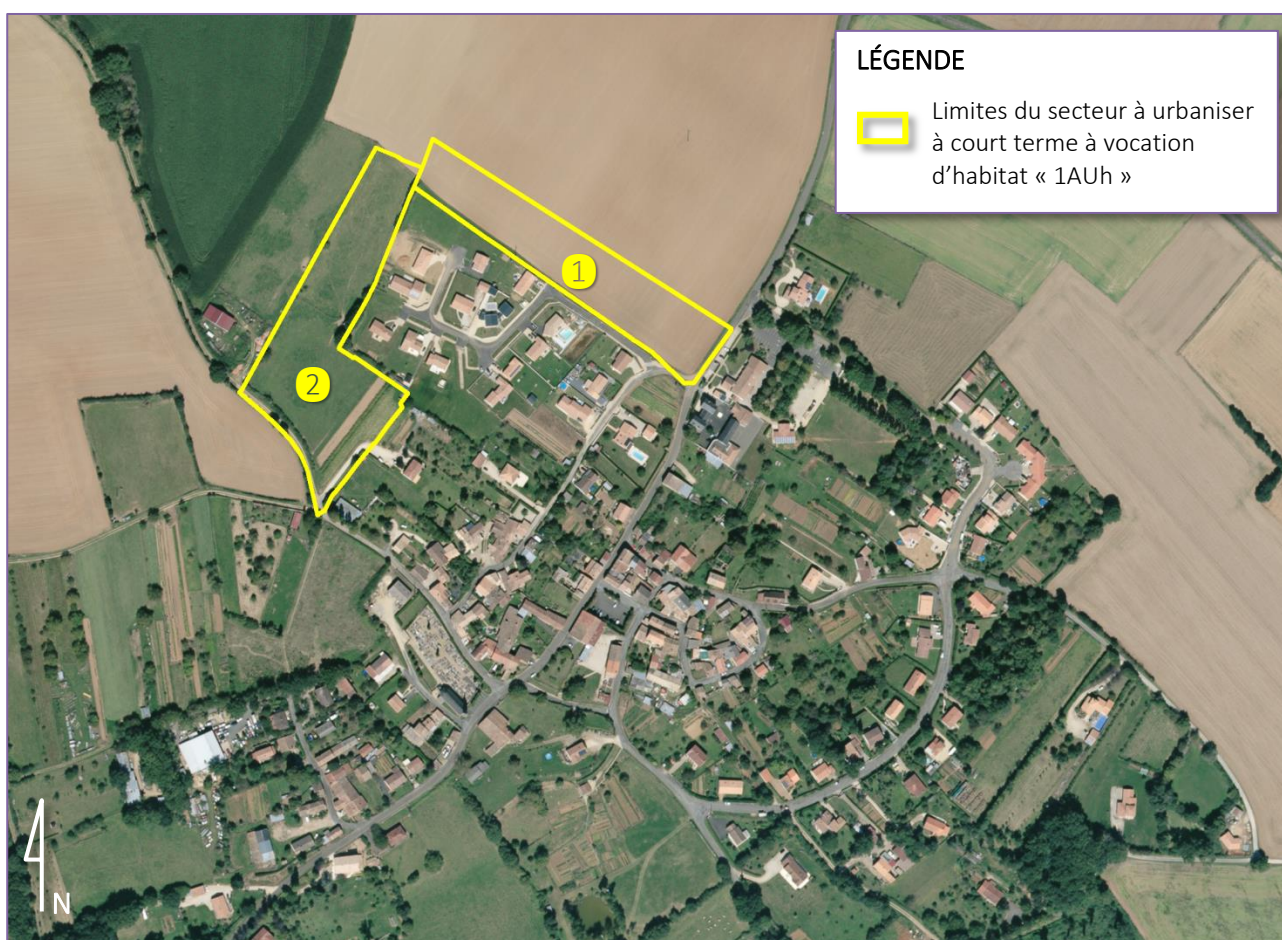 LÉGENDE
Limites du secteur à urbaniser
à court terme à vocation
d’habitat « 1AUh »
1
2
N